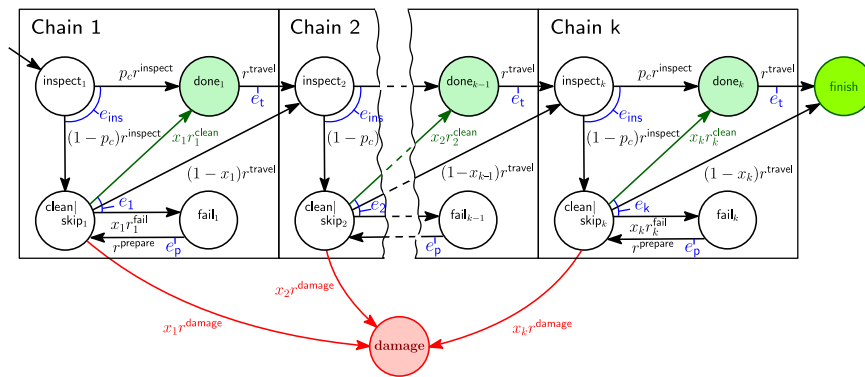 Chain 1
Chain 2
Chain k
inspect₁
p_c r^inspect
done₁
r^travel
inspect₂
done_{k−1}
r^travel
inspect_k
p_c r^inspect
done_k
r^travel
finish
e_ins
e_t
e_ins
e_t
e_ins
e_t
(1 − p_c)r^inspect
x₁r₁^clean
(1 − p_c)
x₂r₂^clean
(1 − p_c)r^inspect
x_k r_k^clean
(1 − x₁)r^travel
(1−x_{k-1})r^travel
(1 − x_k)r^travel
clean|
skip₁
e₁
fail₁
clean|
skip₂
e₂
fail_{k−1}
clean|
skip_k
e_k
fail_k
x₁r₁^fail
x_k r_k^fail
r^prepare
e_p
e_p
r^prepare
e_p
x₁r^damage
x₂r^damage
x_k r^damage
damage